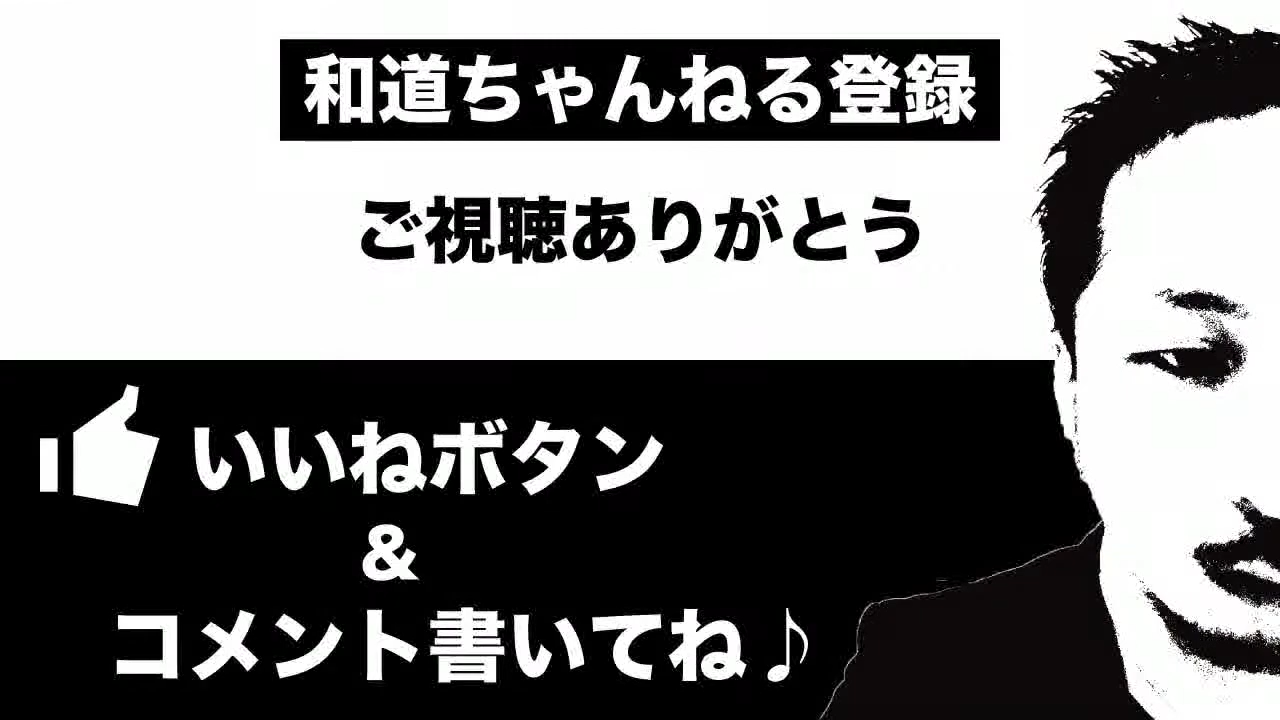 和道ちゃんねる登録
ご視聴ありがとう
いいねボタン
&
コメント書いてね♪